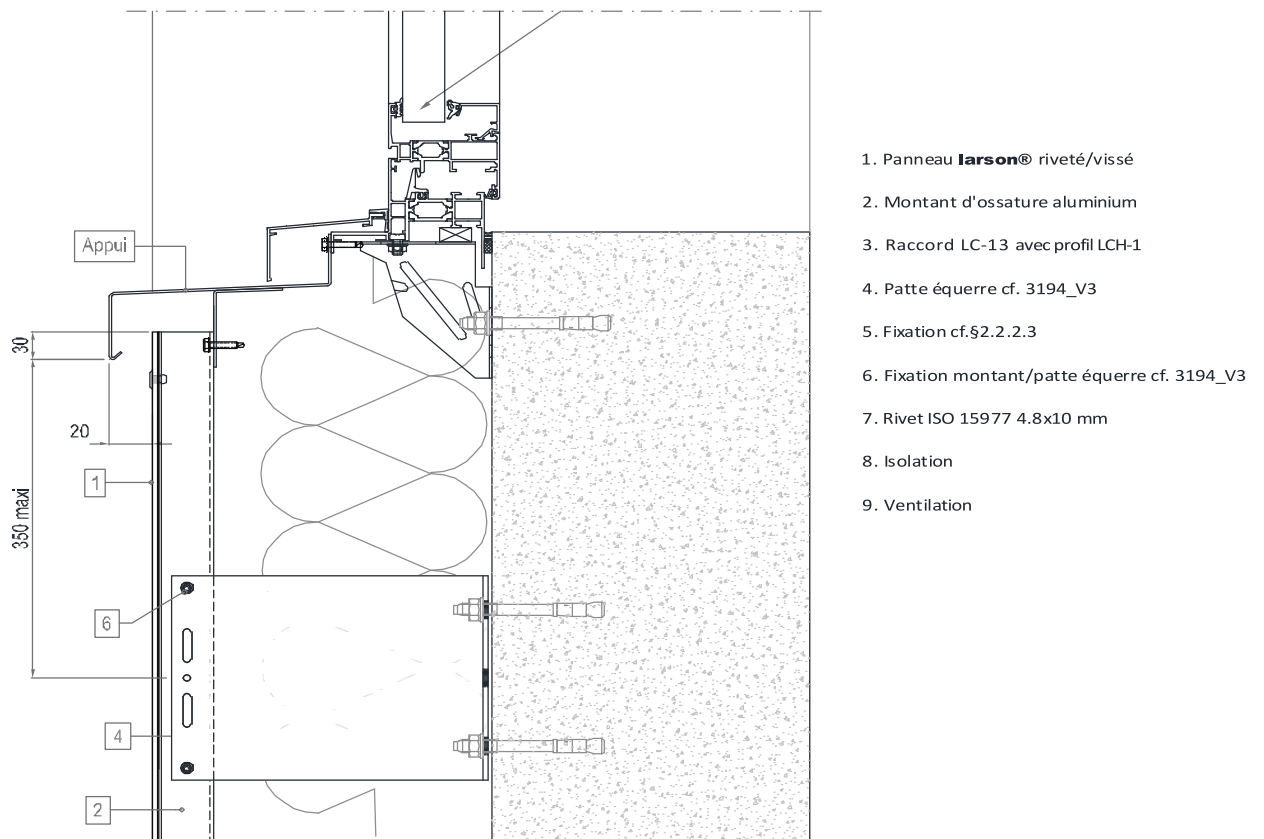 Appui
30
20
1
350 maxi
6
4
2
1. Panneau larson® riveté/vissé
2. Montant d'ossature aluminium
3. Raccord LC-13 avec profil LCH-1
4. Patte équerre cf. 3194_V3
5. Fixation cf.§2.2.2.3
6. Fixation montant/patte équerre cf. 3194_V3
7. Rivet ISO 15977 4.8x10 mm
8. Isolation
9. Ventilation